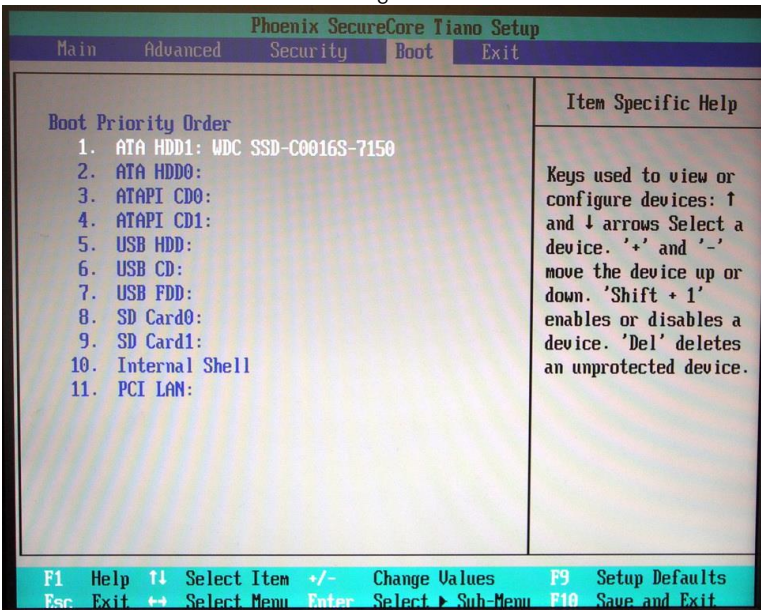 Phoenix SecureCore Tiano Setup
Main Advanced Security Boot Exit
Boot Priority Order
1. ATA HDD1: WDC SSD-C0016S-7150
2. ATA HDD0:
3. ATAPI CD0:
4. ATAPI CD1:
5. USB HDD:
6. USB CD:
7. USB FDD:
8. SD Card0:
9. SD Card1:
10. Internal Shell
11. PCI LAN:
Item Specific Help
Keys used to view or
configure devices: ↑
and ↓ arrows Select a
device. '+' and '-'
move the device up or
down. 'Shift + 1'
enables or disables a
device. 'Del' deletes
an unprotected device.
F1 Help ↑↓ Select Item +/- Change Values F9 Setup Defaults
Esc Exit ↔ Select Menu Enter Select ▶ Sub-Menu F10 Save and Exit